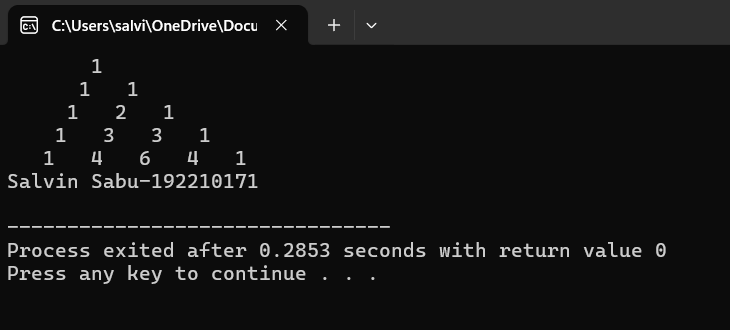 C:\Users\salvi\OneDrive\Docu
1
1 1
1 2 1
1 3 3 1
1 4 6 4 1
Salvin Sabu-192210171
--------------------------------
Process exited after 0.2853 seconds with return value 0
Press any key to continue . . .